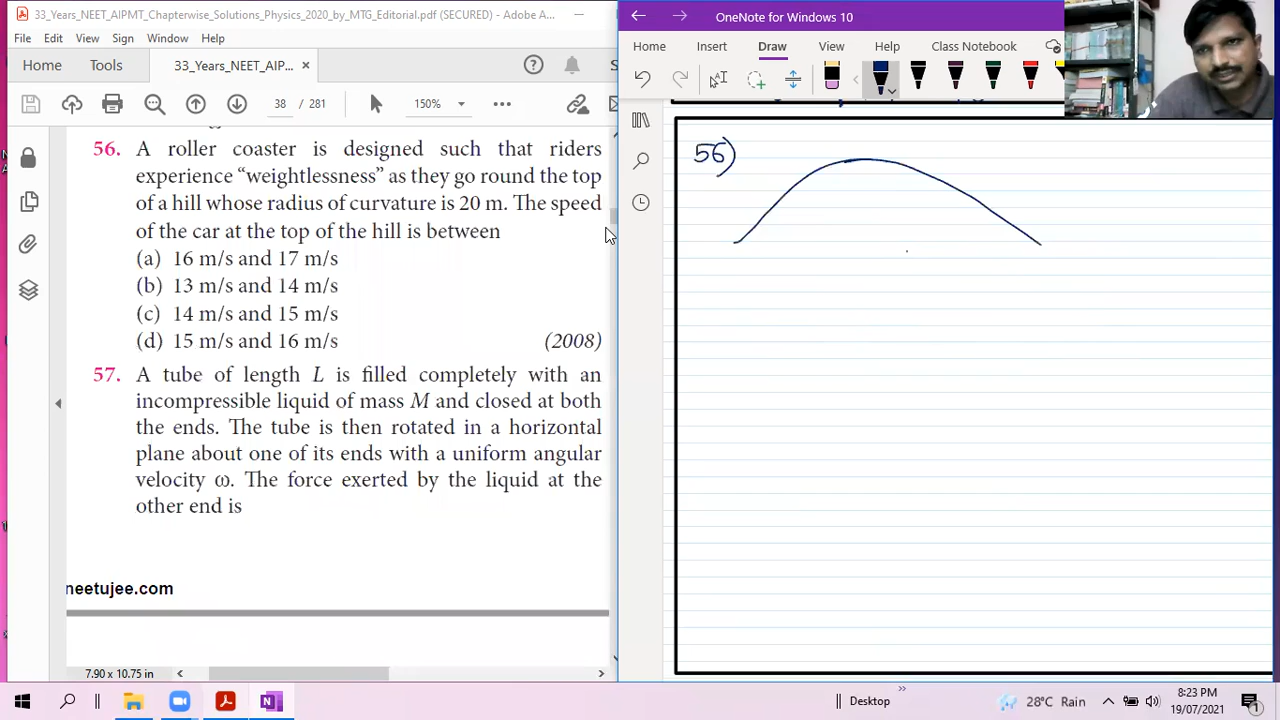 33_Years_NEET_AIPMT_Chapterwise_Solutions_Physics_2020_by_MTG_Editorial.pdf (SECURED) - Adobe A...
File Edit View Sign Window Help
Home Tools 33_Years_NEET_AIP... ×
38 / 281 150%
56. A roller coaster is designed such that riders
experience “weightlessness” as they go round the top
of a hill whose radius of curvature is 20 m. The speed
of the car at the top of the hill is between
(a) 16 m/s and 17 m/s
(b) 13 m/s and 14 m/s
(c) 14 m/s and 15 m/s
(d) 15 m/s and 16 m/s (2008)
57. A tube of length L is filled completely with an
incompressible liquid of mass M and closed at both
the ends. The tube is then rotated in a horizontal
plane about one of its ends with a uniform angular
velocity ω. The force exerted by the liquid at the
other end is
neetujee.com
7.90 x 10.75 in
OneNote for Windows 10
Home Insert Draw View Help Class Notebook
56)
Desktop
28°C Rain
8:23 PM
19/07/2021